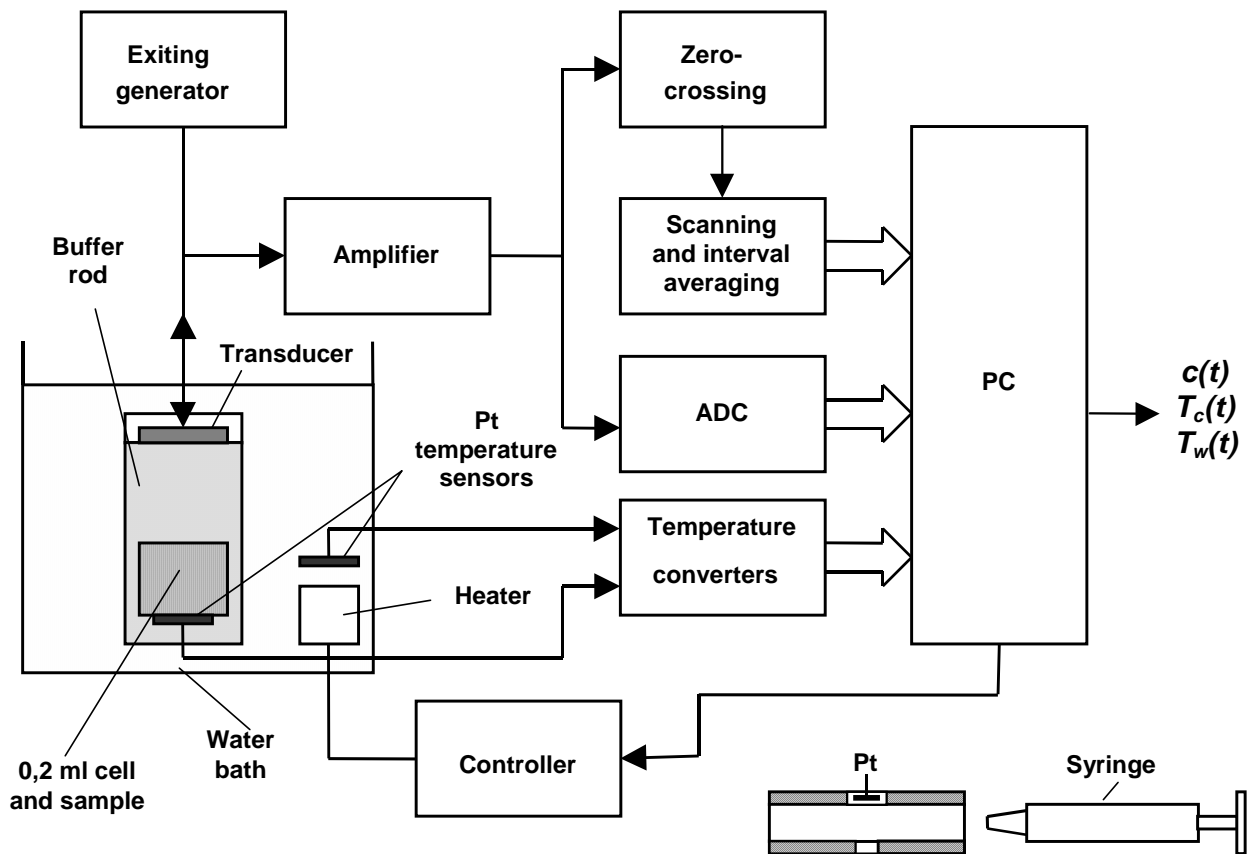 Exiting
generator
Zero-
crossing
Buffer
rod
Amplifier
Scanning
and interval
averaging
Transducer
PC
c(t)
Tc(t)
Tw(t)
ADC
Pt
temperature
sensors
Temperature
converters
Heater
0,2 ml cell
and sample
Water
bath
Controller
Pt
Syringe